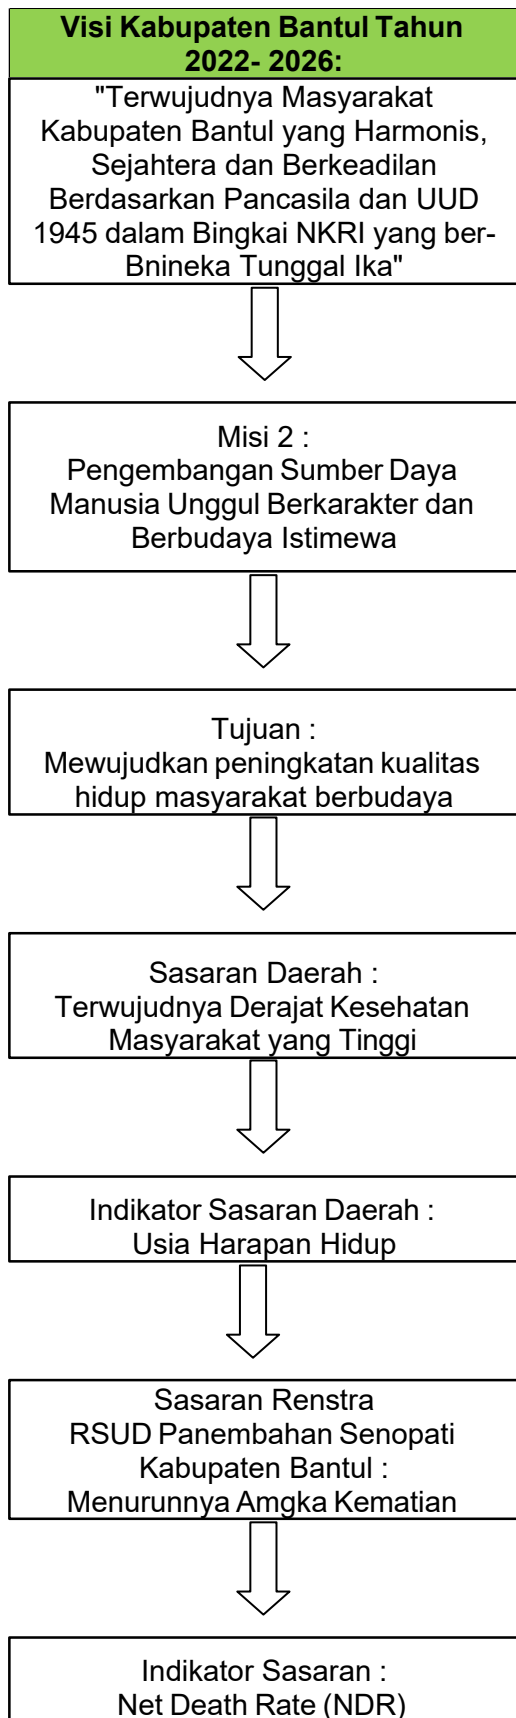 Visi Kabupaten Bantul Tahun
2022- 2026:
"Terwujudnya Masyarakat
Kabupaten Bantul yang Harmonis,
Sejahtera dan Berkeadilan
Berdasarkan Pancasila dan UUD
1945 dalam Bingkai NKRI yang ber-
Bnineka Tunggal Ika"
Misi 2 :
Pengembangan Sumber Daya
Manusia Unggul Berkarakter dan
Berbudaya Istimewa
Tujuan :
Mewujudkan peningkatan kualitas
hidup masyarakat berbudaya
Sasaran Daerah :
Terwujudnya Derajat Kesehatan
Masyarakat yang Tinggi
Indikator Sasaran Daerah :
Usia Harapan Hidup
Sasaran Renstra
RSUD Panembahan Senopati
Kabupaten Bantul :
Menurunnya Amgka Kematian
Indikator Sasaran :
Net Death Rate (NDR)